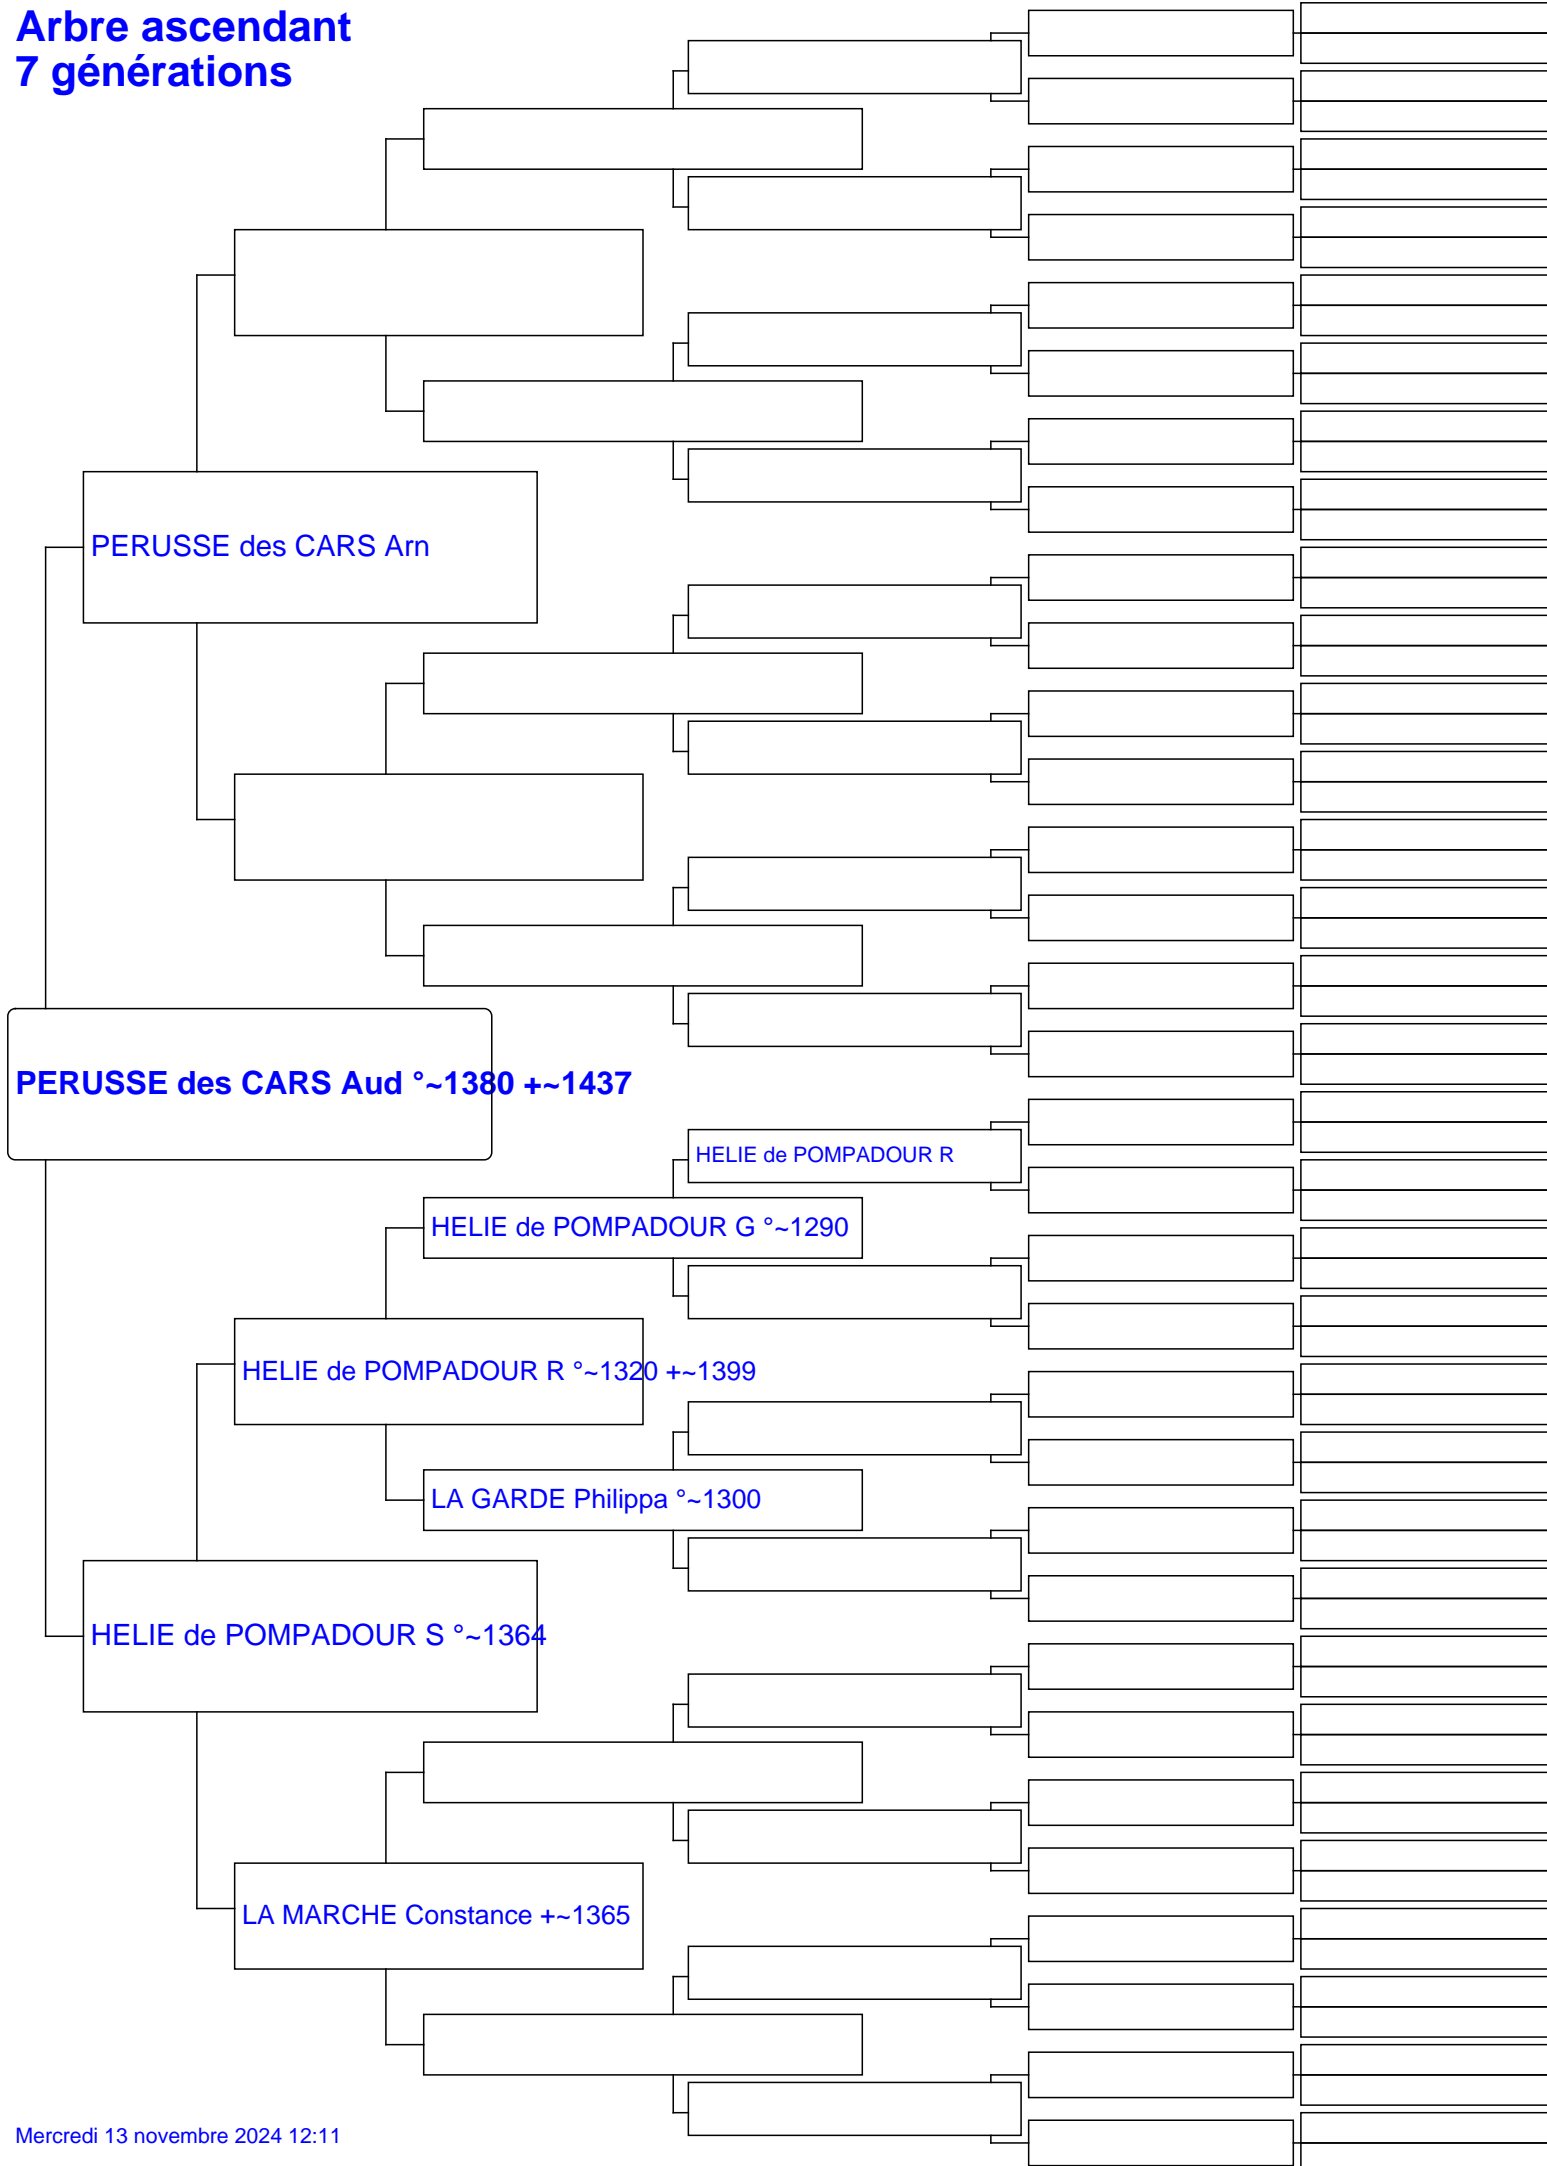 Arbre ascendant
7 générations
PERUSSE des CARS Arn
PERUSSE des CARS Aud °~1380 +~1437
HELIE de POMPADOUR R
HELIE de POMPADOUR G °~1290
HELIE de POMPADOUR R °~1320 +~1399
LA GARDE Philippa °~1300
HELIE de POMPADOUR S °~1364
LA MARCHE Constance +~1365
Mercredi 13 novembre 2024 12:11